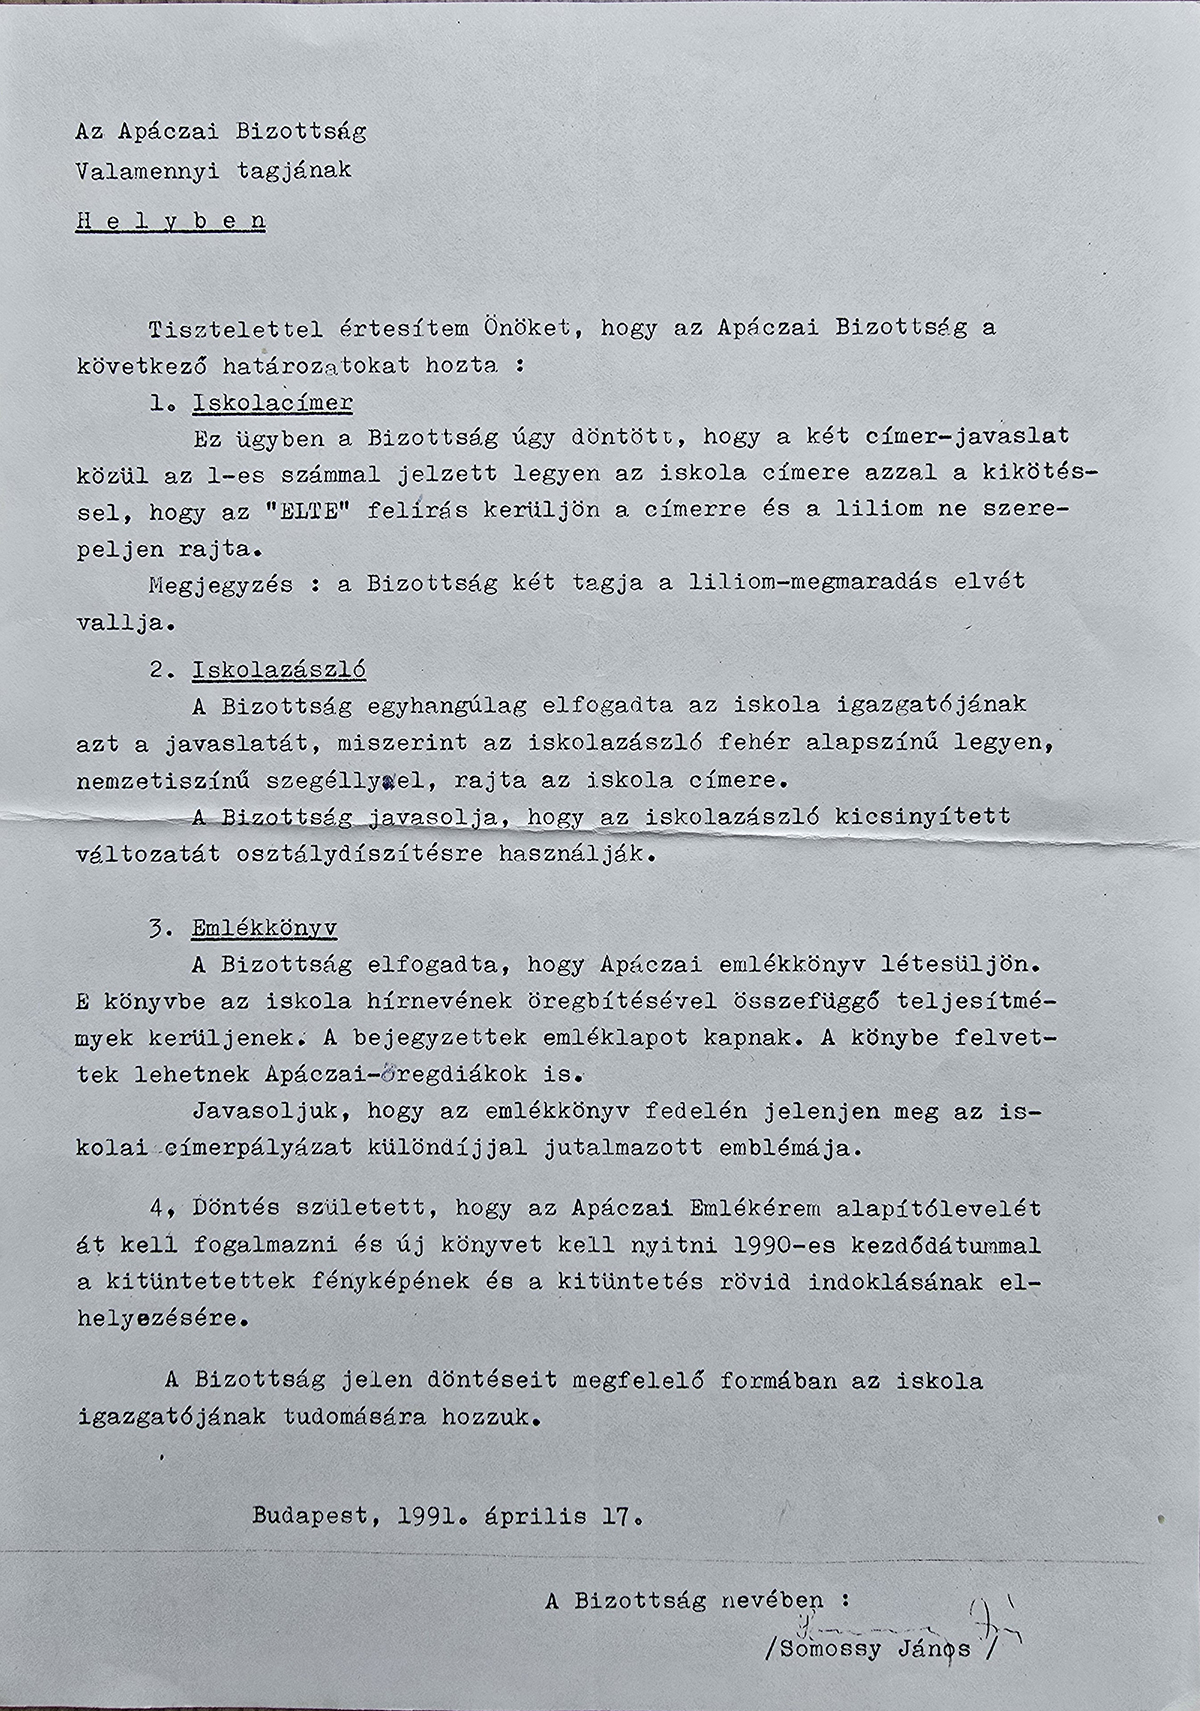 Az Apáczai Bizottság
Valamennyi tagjának
H e l y b e n
Tisztelettel értesítem Önöket, hogy az Apáczai Bizottság a
következő határozatokat hozta :
1. Iskolacímer
Ez ügyben a Bizottság úgy döntött, hogy a két címer-javaslat
közül az 1-es számmal jelzett legyen az iskola címere azzal a kikötés-
sel, hogy az "ELTE" felírás kerüljön a címerre és a liliom ne szere-
peljen rajta.
Megjegyzés : a Bizottság két tagja a liliom-megmaradás elvét
vallja.
2. Iskolazászló
A Bizottság egyhangúlag elfogadta az iskola igazgatójának
azt a javaslatát, miszerint az iskolazászló fehér alapszínű legyen,
nemzetiszínű szegéllyel, rajta az iskola címere.
A Bizottság javasolja, hogy az iskolazászló kicsinyített
változatát osztálydíszítésre használják.
3. Emlékkönyv
A Bizottság elfogadta, hogy Apáczai emlékkönyv létesüljön.
E könyvbe az iskola hírnevének öregbítésével összefüggő teljesítmé-
myek kerüljenek. A bejegyzettek emléklapot kapnak. A könybe felvet-
tek lehetnek Apáczai-öregdiákok is.
Javasoljuk, hogy az emlékkönyv fedelén jelenjen meg az is-
kolai címerpályázat különdíjjal jutalmazott emblémája.
4, Döntés született, hogy az Apáczai Emlékérem alapítólevelét
át kell fogalmazni és új könyvet kell nyitni 1990-es kezdődátummal
a kitüntetettek fényképének és a kitüntetés rövid indoklásának el-
helyezésére.
A Bizottság jelen döntéseit megfelelő formában az iskola
igazgatójának tudomására hozzuk.
Budapest, 1991. április 17.
A Bizottság nevében :
/Somossy János /